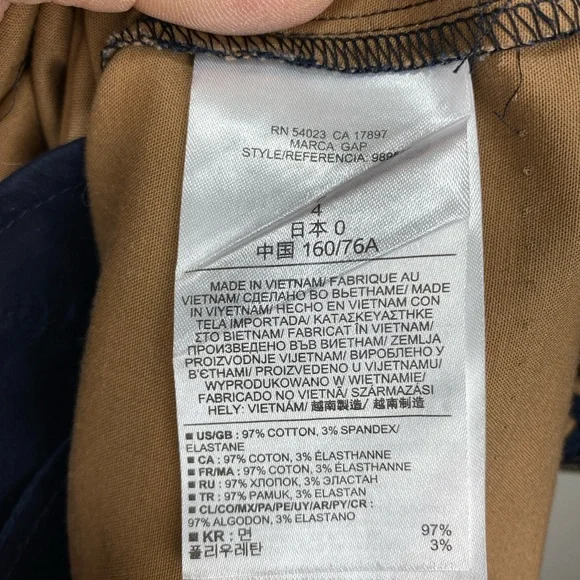 RN 54023 CA 17897
MARCA GAP
STYLE/REFERENCIA:
4
日本 0
中国 160/76A
MADE IN VIETNAM/ FABRIQUE AU
VIETNAM/ СДЕЛАНО ВО ВЬЕТНАМЕ/ MADE
IN VIYETNAM/ HECHO EN VIETNAM CON
TELA IMPORTADA/ ΚΑΤΑΣΚΕΥΑΣΤΗΚΕ
ΣΤΟ ΒΙΕΤΝΑΜ/ FABRICAT ÎN VIETNAM/
ПРОИЗВЕДЕНО ВЪВ ВИЕТНАМ/ ZEMLJA
PROIZVODNJE VIJETNAM/ ВИРОБЛЕНО У
В'ЄТНАМІ/ PROIZVEDENO U VIJETNAMU/
WYPRODUKOWANO W WIETNAMIE/
FABRICADO NO VIETNÃ/ SZÁRMAZÁSI
HELY: VIETNÁM/ 越南製造/ 越南制造
■ US/GB : 97% COTTON, 3% SPANDEX/
ELASTANE
■ CA : 97% COTON, 3% ÉLASTHANNE
■ FR/MA : 97% COTON, 3% ÉLASTHANNE
■ RU : 97% ХЛОПОК, 3% ЭЛАСТАН
■ TR : 97% PAMUK, 3% ELASTAN
■ CL/CO/MX/PA/PE/UY/AR/PY/CR :
97% ALGODON, 3% ELASTANO
■ KR : 면 97%
폴리우레탄 3%